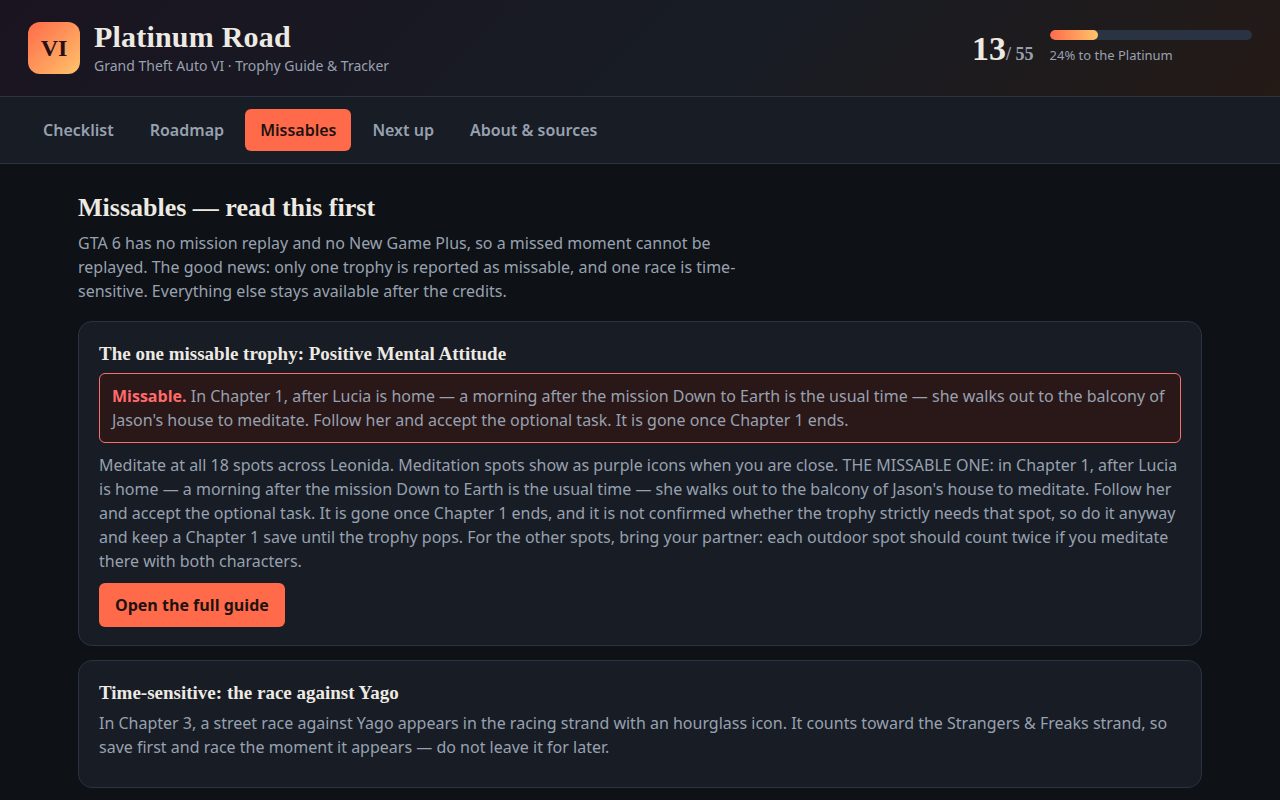 VI
Platinum Road
Grand Theft Auto VI · Trophy Guide & Tracker
13 / 55
24% to the Platinum
Checklist
Roadmap
Missables
Next up
About & sources
Missables — read this first
GTA 6 has no mission replay and no New Game Plus, so a missed moment cannot be
replayed. The good news: only one trophy is reported as missable, and one race is time-
sensitive. Everything else stays available after the credits.
The one missable trophy: Positive Mental Attitude
Missable. In Chapter 1, after Lucia is home — a morning after the mission Down to Earth is the usual time — she walks out to the balcony of
Jason's house to meditate. Follow her and accept the optional task. It is gone once Chapter 1 ends.
Meditate at all 18 spots across Leonida. Meditation spots show as purple icons when you are close. THE MISSABLE ONE: in Chapter 1, after Lucia
is home — a morning after the mission Down to Earth is the usual time — she walks out to the balcony of Jason's house to meditate. Follow her
and accept the optional task. It is gone once Chapter 1 ends, and it is not confirmed whether the trophy strictly needs that spot, so do it anyway
and keep a Chapter 1 save until the trophy pops. For the other spots, bring your partner: each outdoor spot should count twice if you meditate
there with both characters.
Open the full guide
Time-sensitive: the race against Yago
In Chapter 3, a street race against Yago appears in the racing strand with an hourglass icon. It counts toward the Strangers & Freaks strand, so
save first and race the moment it appears — do not leave it for later.